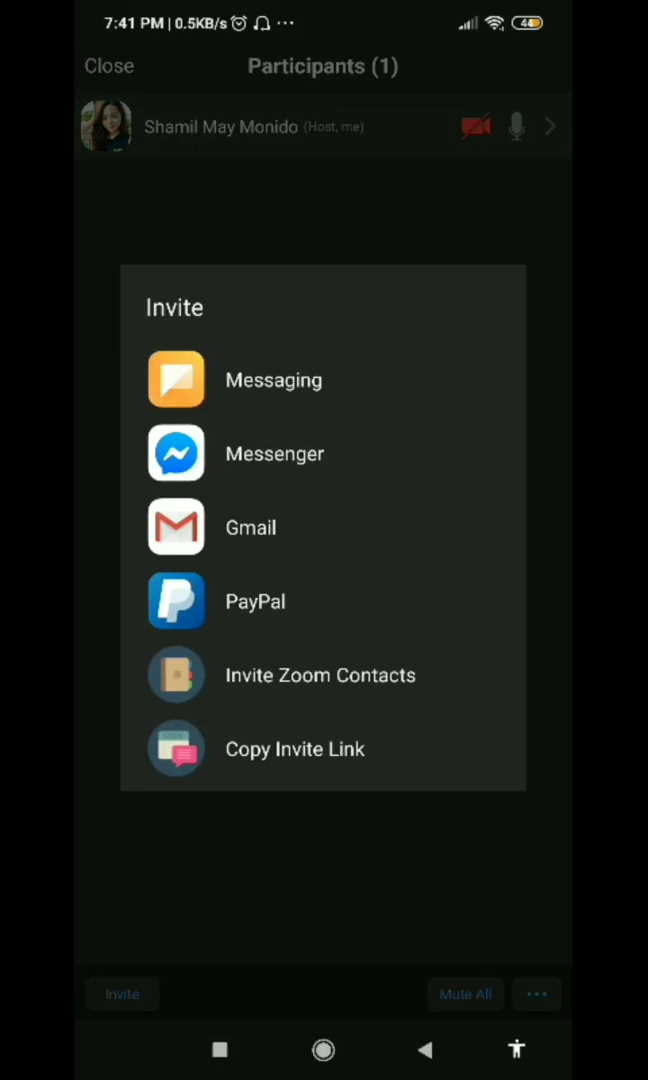 7:41 PM | 0.5KB/s ··· 44
Close Participants (1)
Shamil May Monido (Host, me)
Invite
Messaging
Messenger
Gmail
PayPal
Invite Zoom Contacts
Copy Invite Link
Invite Mute All ···